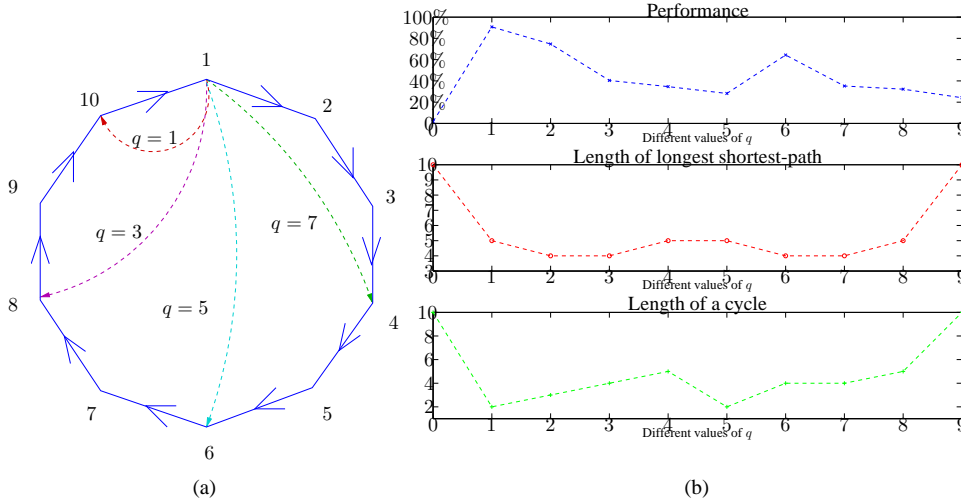 1
2
3
4
5
6
7
8
9
10
q = 1
q = 3
q = 5
q = 7
(a)
Performance
100%
80%
60%
40%
20%
0
0 1 2 3 4 5 6 7 8 9
Different values of q
Length of longest shortest-path
10
9
8
7
6
5
4
3
0 1 2 3 4 5 6 7 8 9
Different values of q
Length of a cycle
10
8
6
4
2
0 1 2 3 4 5 6 7 8 9
Different values of q
(b)